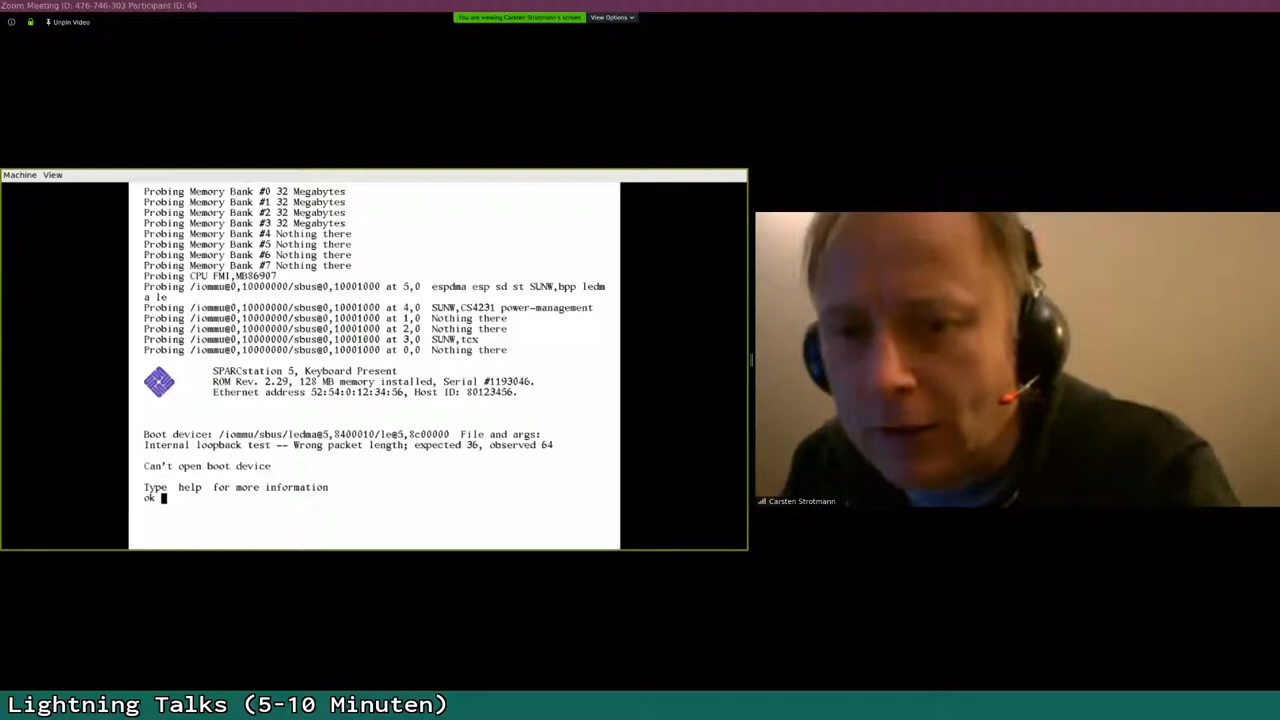 Zoom Meeting ID: 476-746-303 Participant ID: 45
You are viewing Carsten Strotmann's screen
View Options
Unpin Video
Machine View
Probing Memory Bank #0 32 Megabytes
Probing Memory Bank #1 32 Megabytes
Probing Memory Bank #2 32 Megabytes
Probing Memory Bank #3 32 Megabytes
Probing Memory Bank #4 Nothing there
Probing Memory Bank #5 Nothing there
Probing Memory Bank #6 Nothing there
Probing Memory Bank #7 Nothing there
Probing CPU FMI,MB86907
Probing /iommu@0,10000000/sbus@0,10001000 at 5,0 espdma esp sd st SUNW,bpp ledm
a le
Probing /iommu@0,10000000/sbus@0,10001000 at 4,0 SUNW,CS4231 power-management
Probing /iommu@0,10000000/sbus@0,10001000 at 1,0 Nothing there
Probing /iommu@0,10000000/sbus@0,10001000 at 2,0 Nothing there
Probing /iommu@0,10000000/sbus@0,10001000 at 3,0 SUNW,tcx
Probing /iommu@0,10000000/sbus@0,10001000 at 0,0 Nothing there
SPARCstation 5, Keyboard Present
ROM Rev. 2.29, 128 MB memory installed, Serial #1193046.
Ethernet address 52:54:0:12:34:56, Host ID: 80123456.
Boot device: /iommu/sbus/ledma@5,8400010/le@5,8c00000 File and args:
Internal loopback test -- Wrong packet length; expected 36, observed 64
Can't open boot device
Type help for more information
ok
Carsten Strotmann
Lightning Talks (5-10 Minuten)